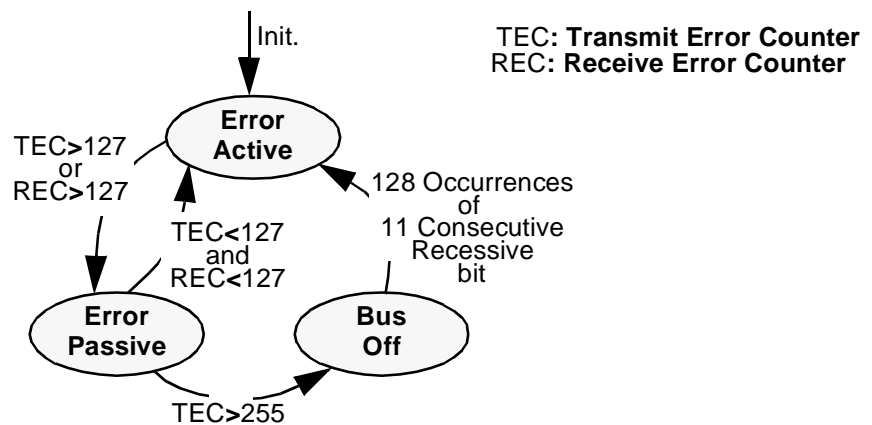 Init.
TEC: Transmit Error Counter
REC: Receive Error Counter
Error
Active
TEC>127
or
REC>127
TEC<127
and
REC<127
128 Occurrences
of
11 Consecutive
Recessive
bit
Error
Passive
Bus
Off
TEC>255